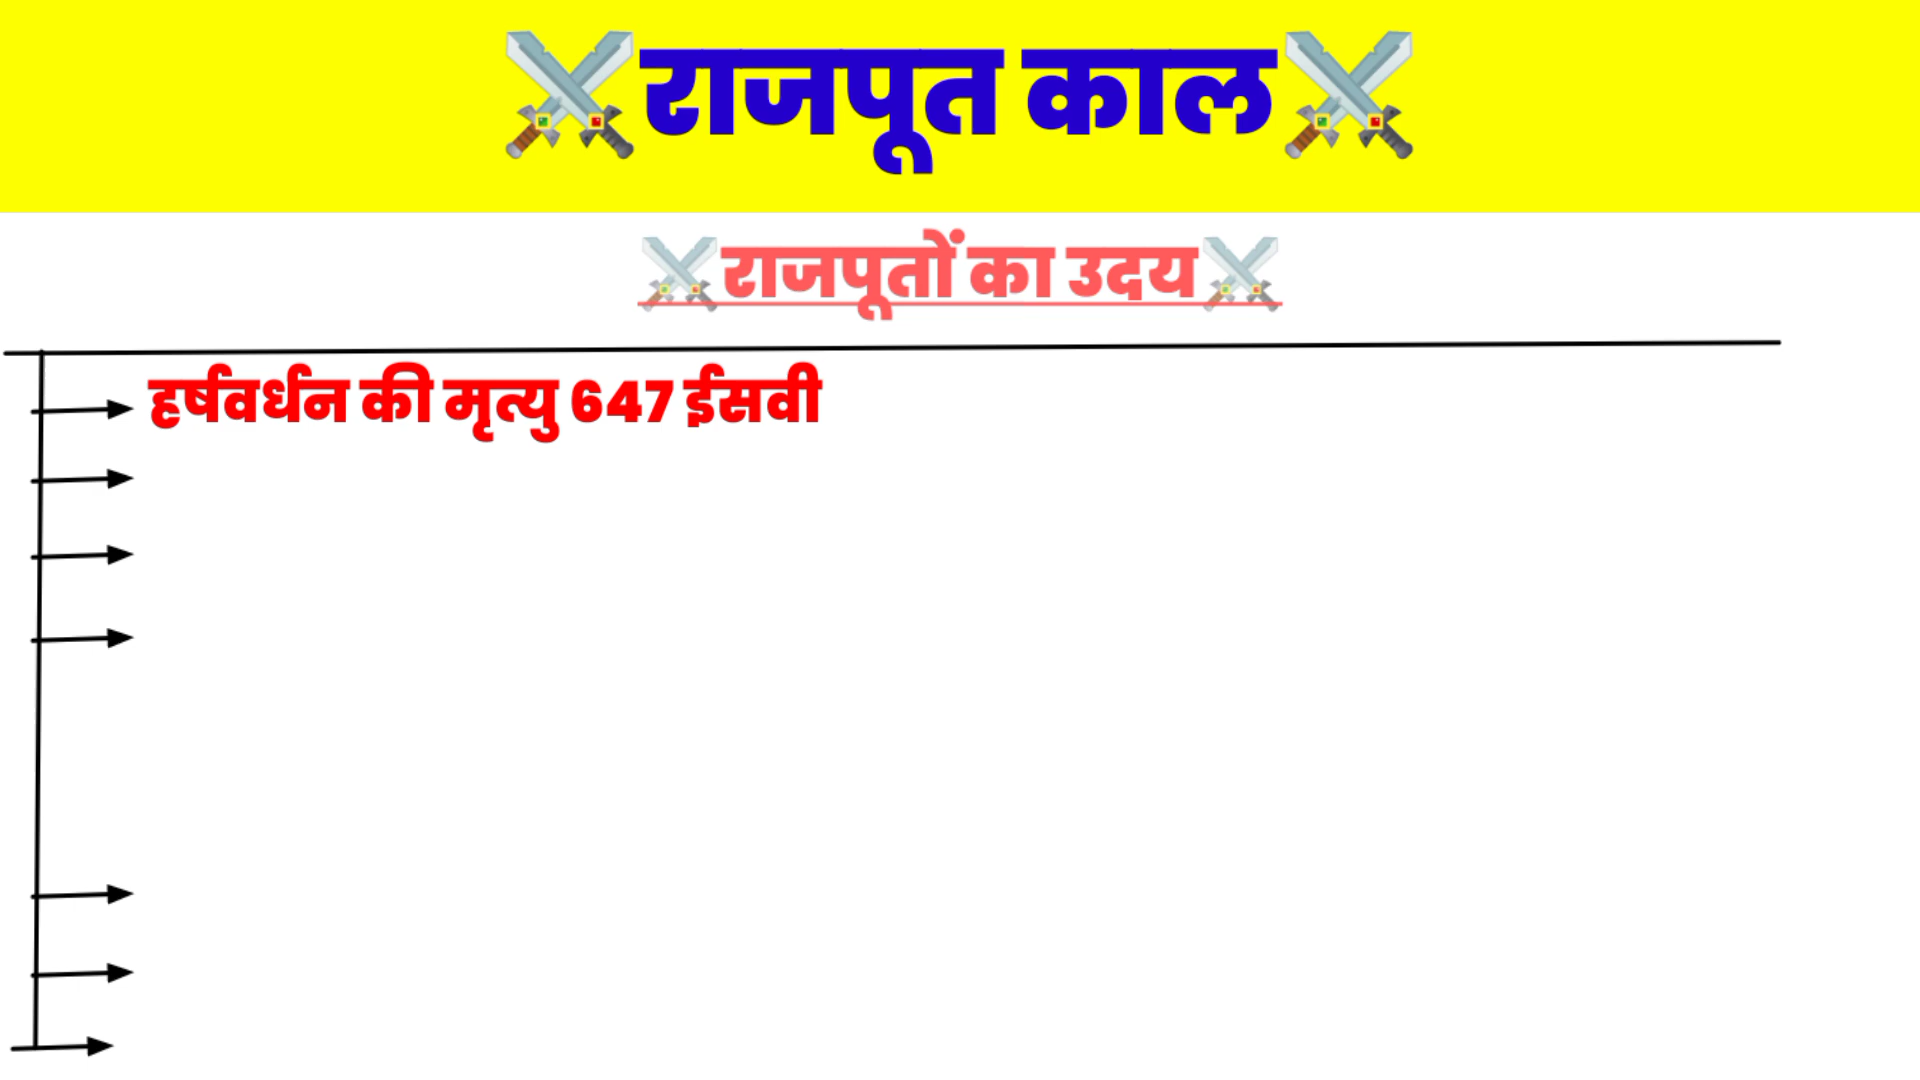 ⚔️राजपूत काल⚔️
⚔️राजपूतों का उदय⚔️
हर्षवर्धन की मृत्यु 647 ईसवी